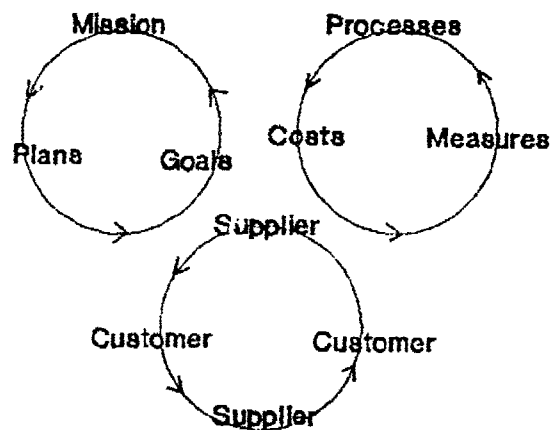 Mission
Processes
Plans
Goals
Costs
Measures
Supplier
Customer
Customer
Supplier